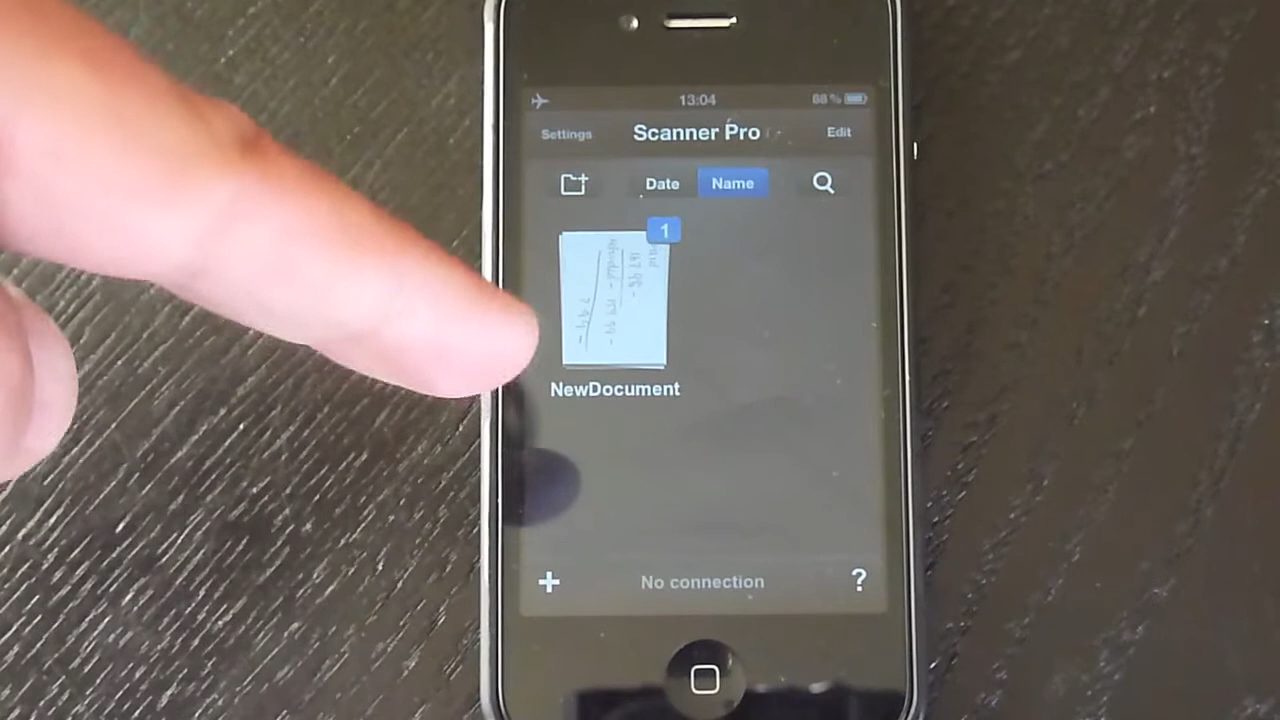 13:04 88%
Settings Scanner Pro Edit
Date Name
1
NewDocument
+ No connection ?